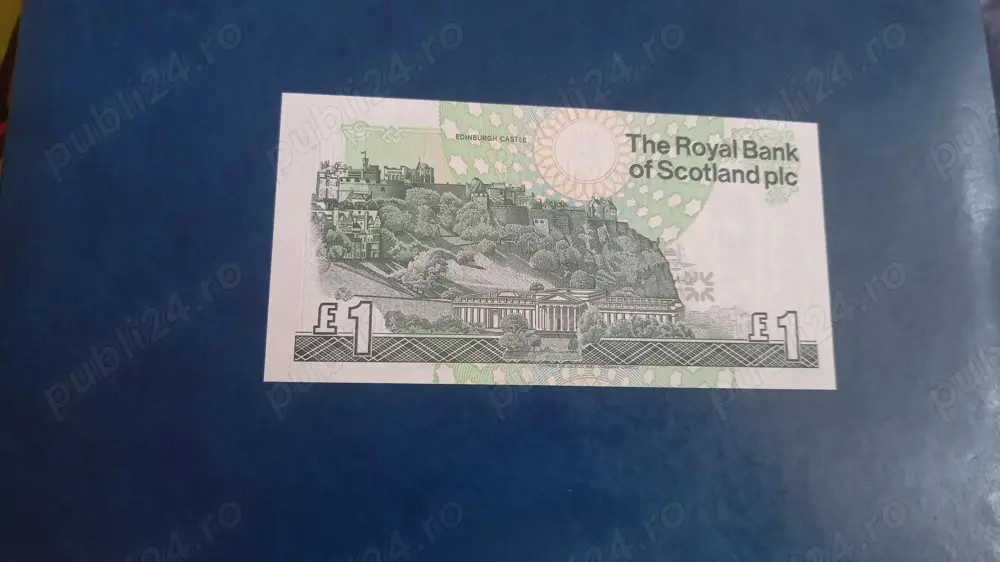 EDINBURGH CASTLE
The Royal Bank
of Scotland plc
£1
£1
publi24.ro